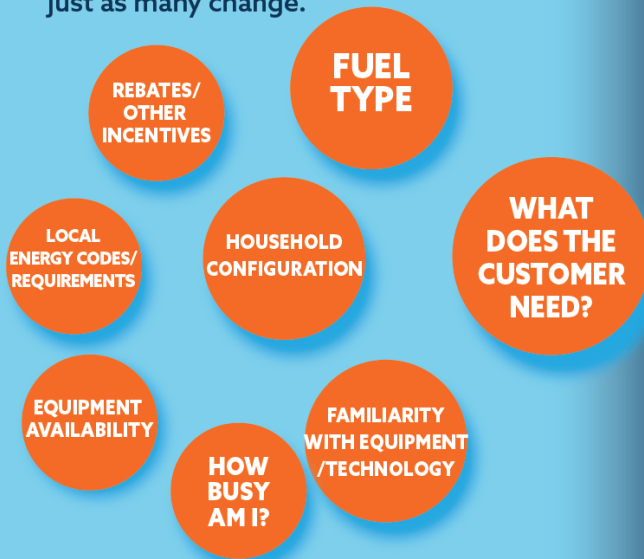 just as many change.
FUEL
TYPE
REBATES/
OTHER
INCENTIVES
WHAT
DOES THE
CUSTOMER
NEED?
LOCAL
ENERGY CODES/
REQUIREMENTS
HOUSEHOLD
CONFIGURATION
EQUIPMENT
AVAILABILITY
FAMILIARITY
WITH EQUIPMENT
/TECHNOLOGY
HOW
BUSY
AM I?